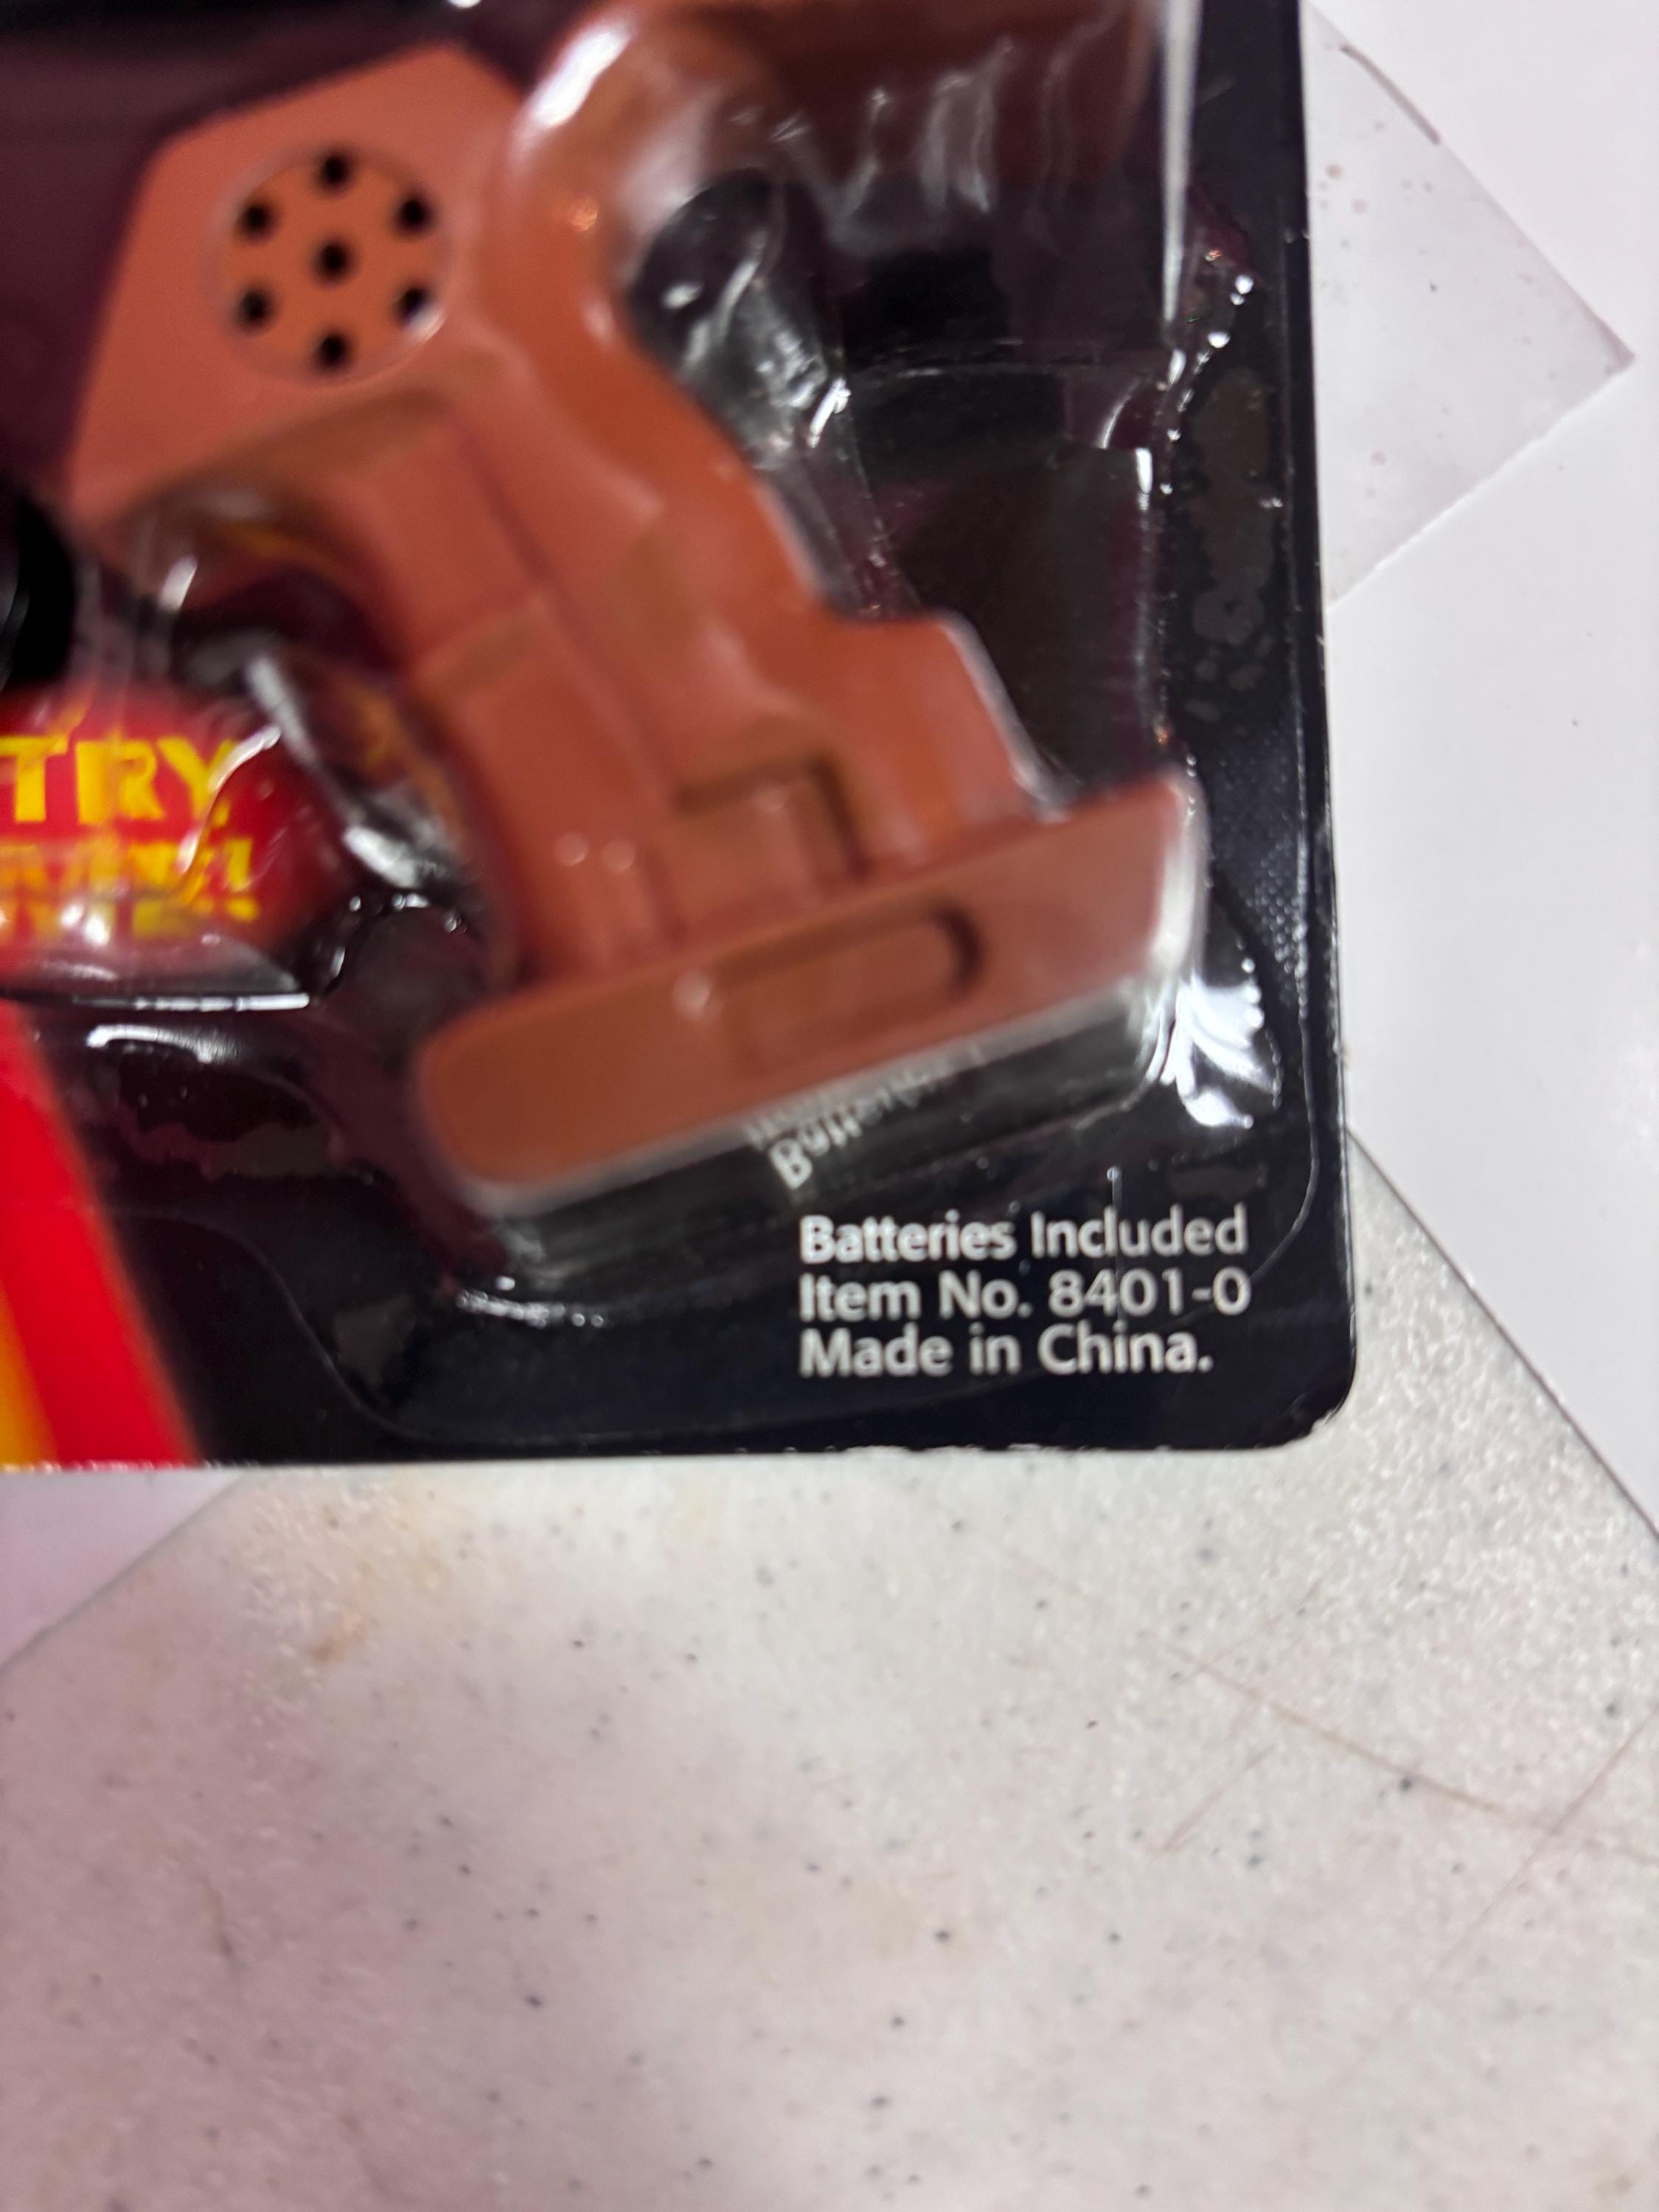 TRY
Batteries Included
Item No. 8401-0
Made in China.